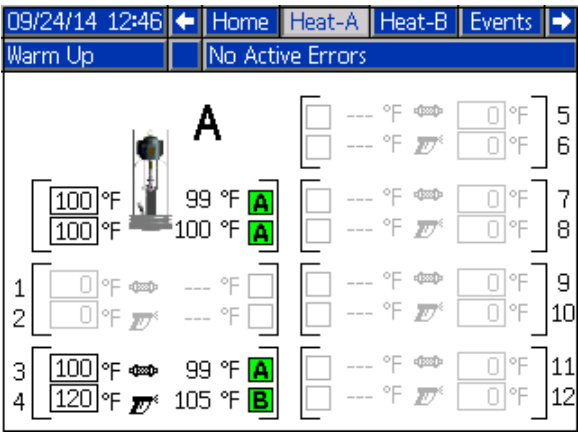 09/24/14 12:46 Home Heat-A Heat-B Events
Warm Up No Active Errors
A
100 °F 99 °F A
100 °F 100 °F A
1 0 °F --- °F
2 0 °F --- °F
3 100 °F 99 °F A
4 120 °F 105 °F B
--- °F 0 °F 5
--- °F 0 °F 6
--- °F 0 °F 7
--- °F 0 °F 8
--- °F 0 °F 9
--- °F 0 °F 10
--- °F 0 °F 11
--- °F 0 °F 12